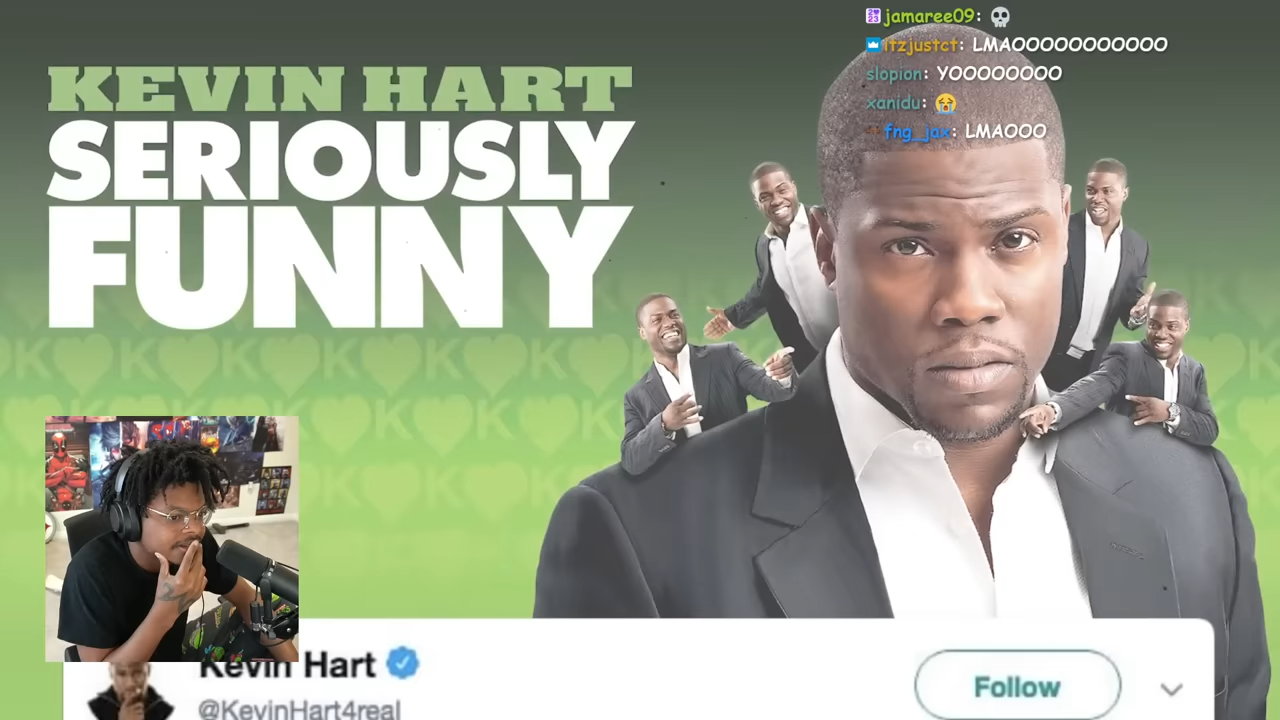 jamaree09: 💀
itzjustct: LMAOOOOOOOOOOO
slopion: YOOOOOOOO
xanidu: 😭
fng_jax: LMAOOO
KEVIN HART
SERIOUSLY
FUNNY
Kevin Hart
@KevinHart4real
Follow